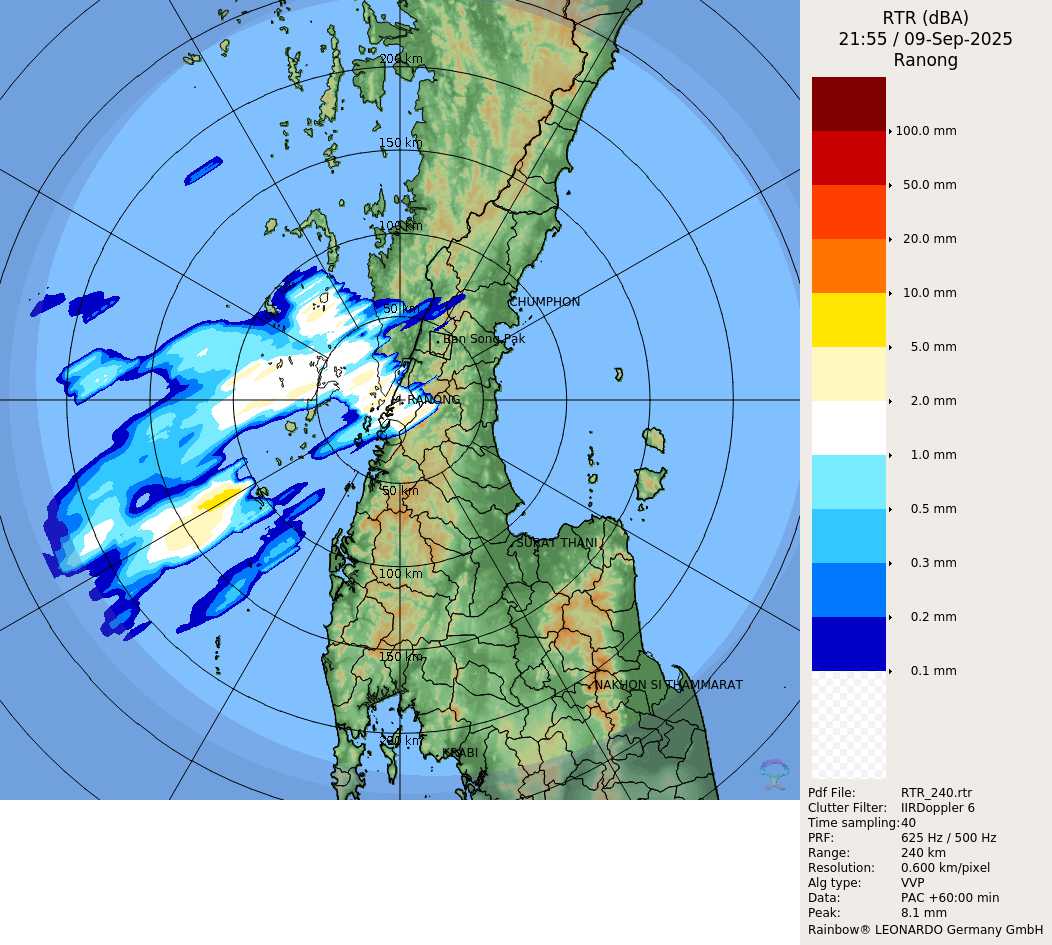 RTR (dBA)
21:55 / 09-Sep-2025
Ranong
100.0 mm
50.0 mm
20.0 mm
10.0 mm
5.0 mm
2.0 mm
1.0 mm
0.5 mm
0.3 mm
0.2 mm
0.1 mm
Pdf File: RTR_240.rtr
Clutter Filter: IIRDoppler 6
Time sampling: 40
PRF: 625 Hz / 500 Hz
Range: 240 km
Resolution: 0.600 km/pixel
Alg type: VVP
Data: PAC +60:00 min
Peak: 8.1 mm
Rainbow® LEONARDO Germany GmbH
200 km
150 km
100 km
CHUMPHON
50 km
Ban Song Pak
RANONG
50 km
SURAT THANI
100 km
150 km
NAKHON SI THAMMARAT
200 km
KRABI